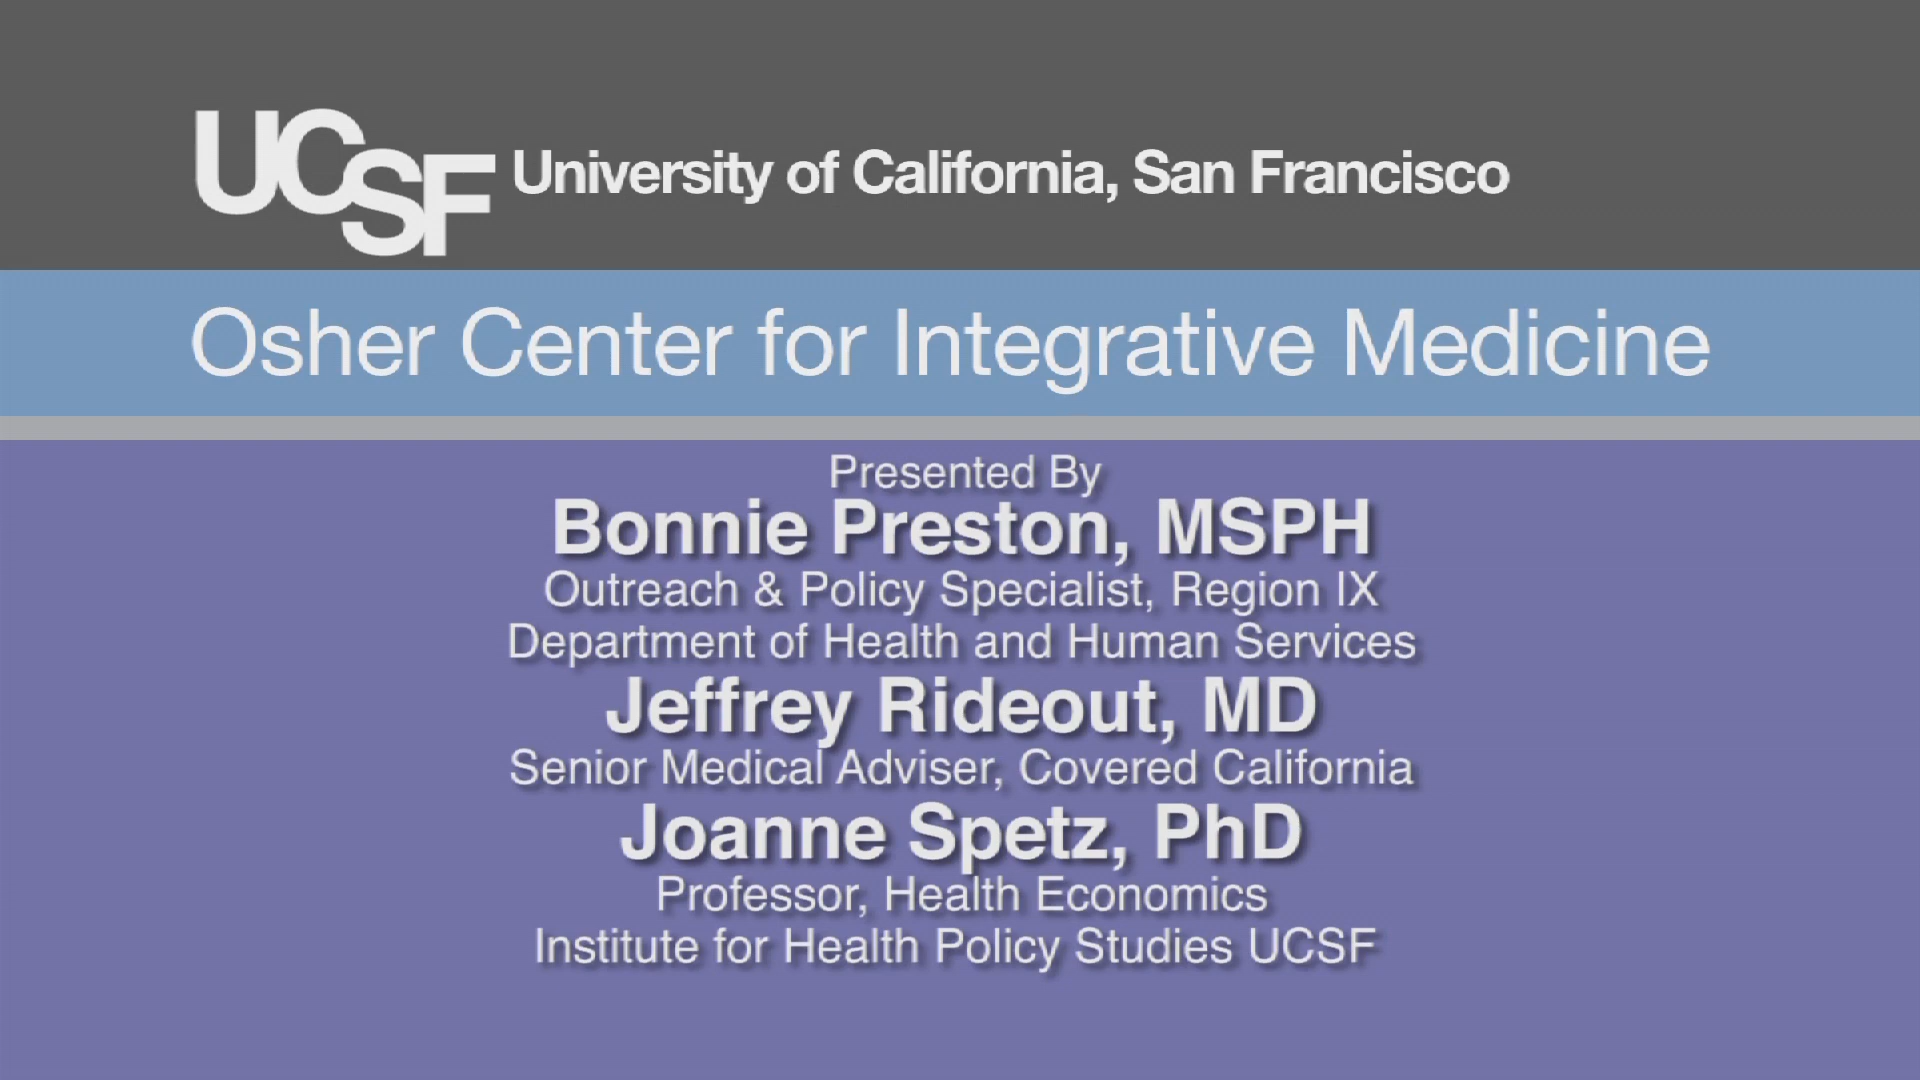 UCSF University of California, San Francisco
Osher Center for Integrative Medicine
Presented By
Bonnie Preston, MSPH
Outreach & Policy Specialist, Region IX
Department of Health and Human Services
Jeffrey Rideout, MD
Senior Medical Adviser, Covered California
Joanne Spetz, PhD
Professor, Health Economics
Institute for Health Policy Studies UCSF